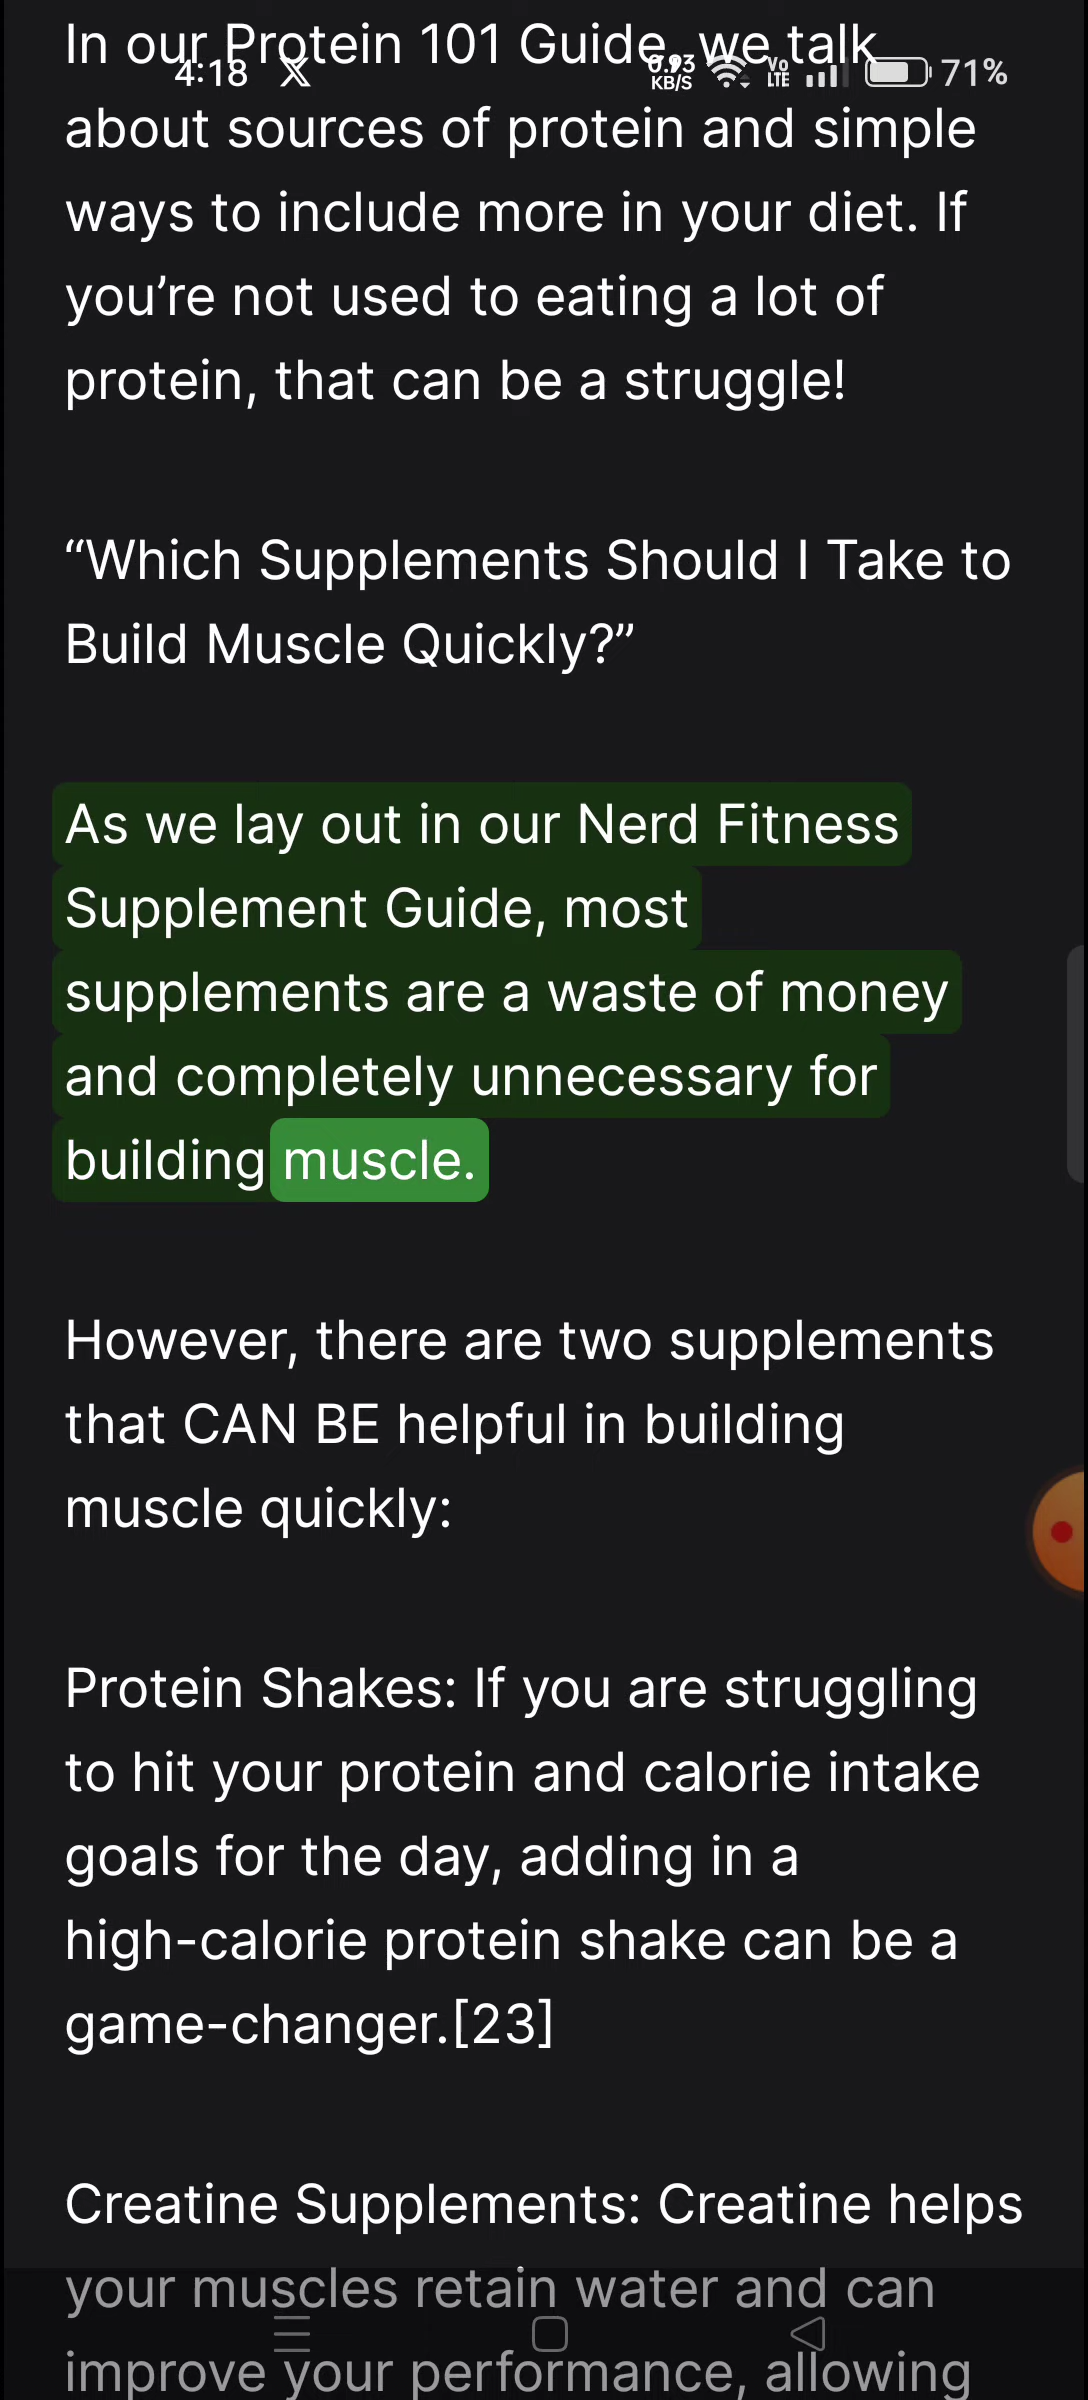 In our Protein 101 Guide, we talk
4:18 X 0.93 KB/S Vo LTE 71%
about sources of protein and simple
ways to include more in your diet. If
you’re not used to eating a lot of
protein, that can be a struggle!
“Which Supplements Should I Take to
Build Muscle Quickly?”
As we lay out in our Nerd Fitness
Supplement Guide, most
supplements are a waste of money
and completely unnecessary for
building muscle.
However, there are two supplements
that CAN BE helpful in building
muscle quickly:
Protein Shakes: If you are struggling
to hit your protein and calorie intake
goals for the day, adding in a
high-calorie protein shake can be a
game-changer.[23]
Creatine Supplements: Creatine helps
your muscles retain water and can
improve your performance, allowing